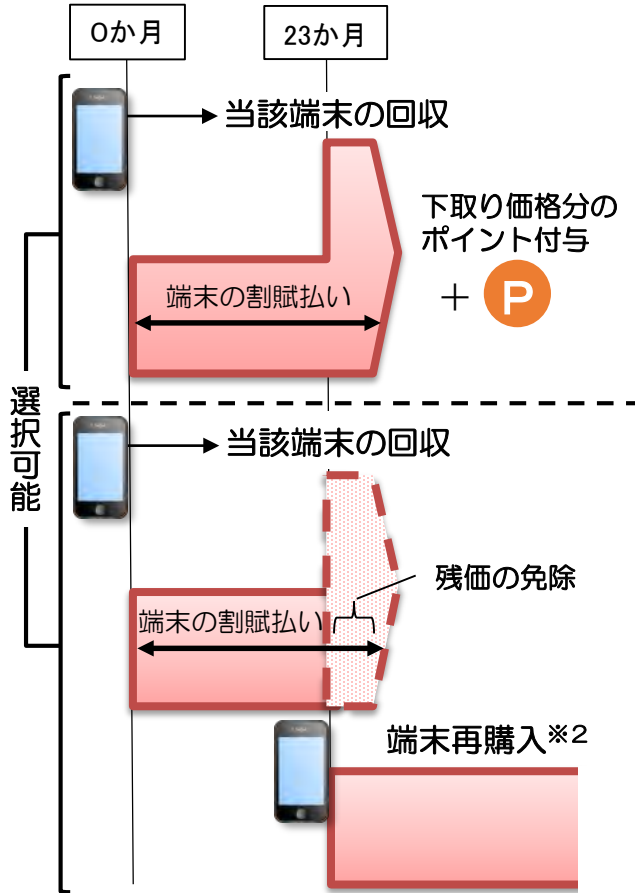 0か月
23か月
当該端末の回収
下取り価格分の
ポイント付与
端末の割賦払い
+ P
選択可能
当該端末の回収
残価の免除
端末の割賦払い
端末再購入※2